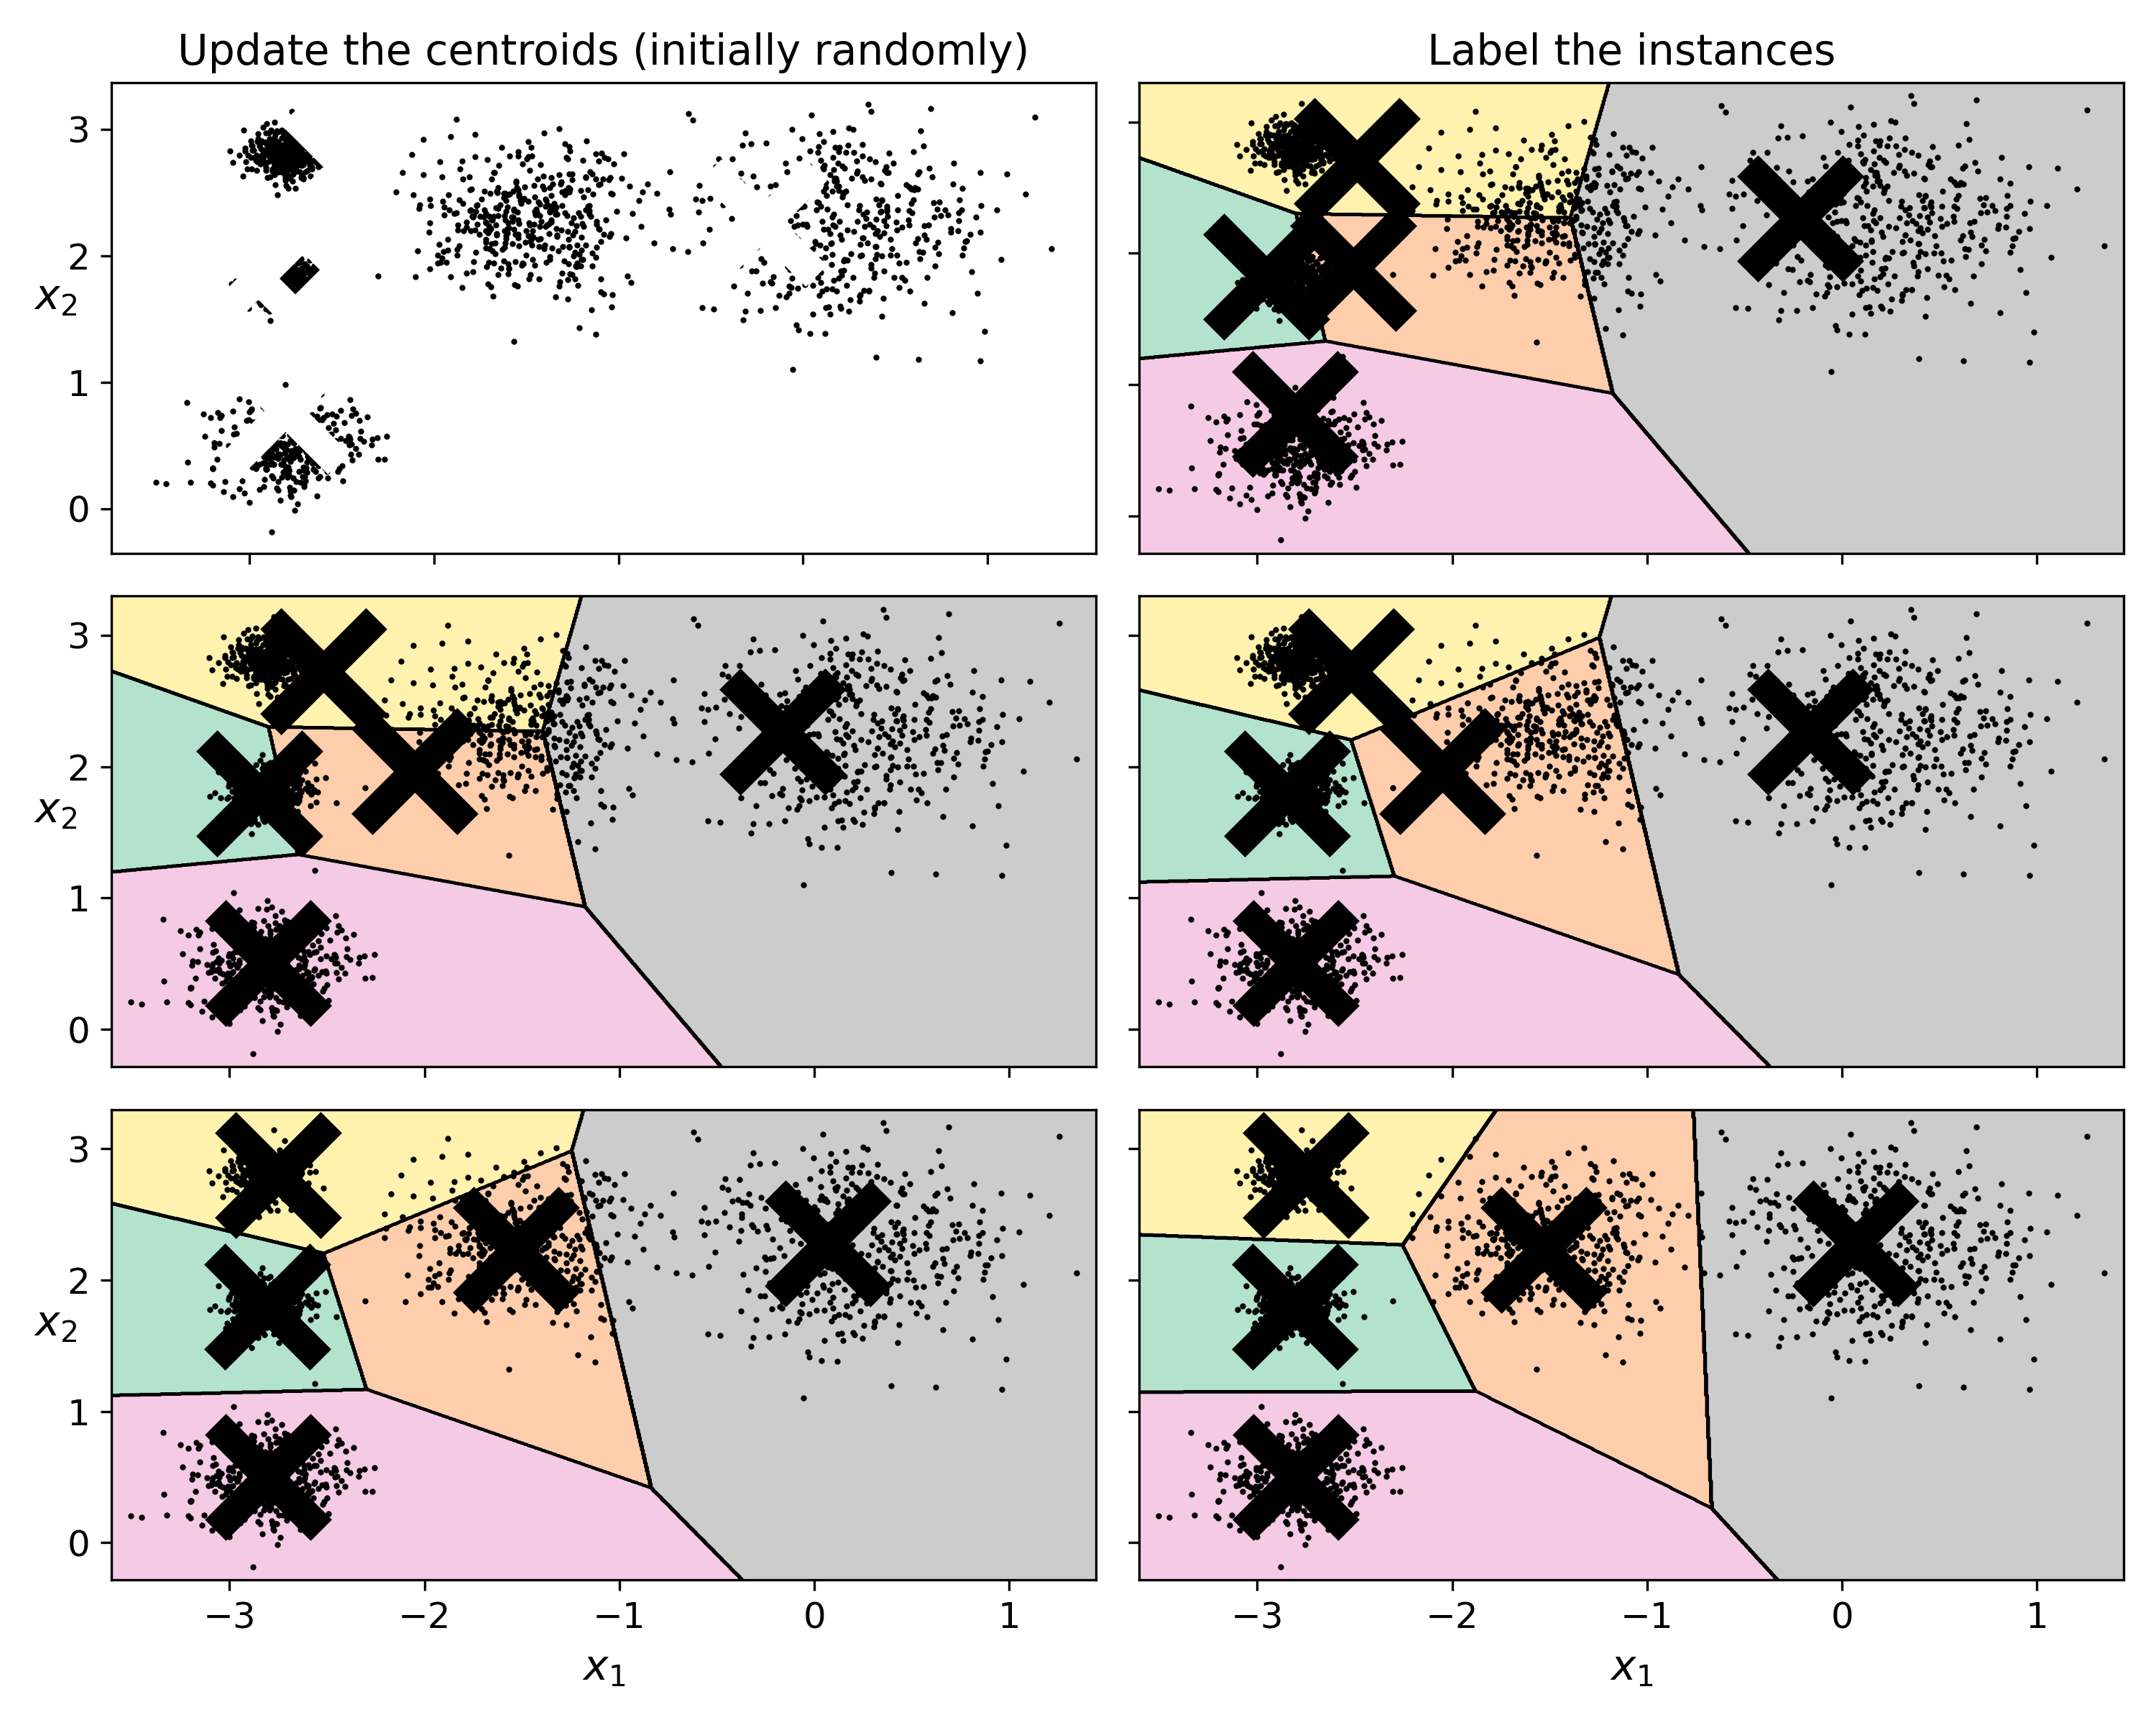 Update the centroids (initially randomly)
Label the instances
3
2
x₂
1
0
3
2
x₂
1
0
3
2
x₂
1
0
−3 −2 −1 0 1
−3 −2 −1 0 1
x₁
x₁